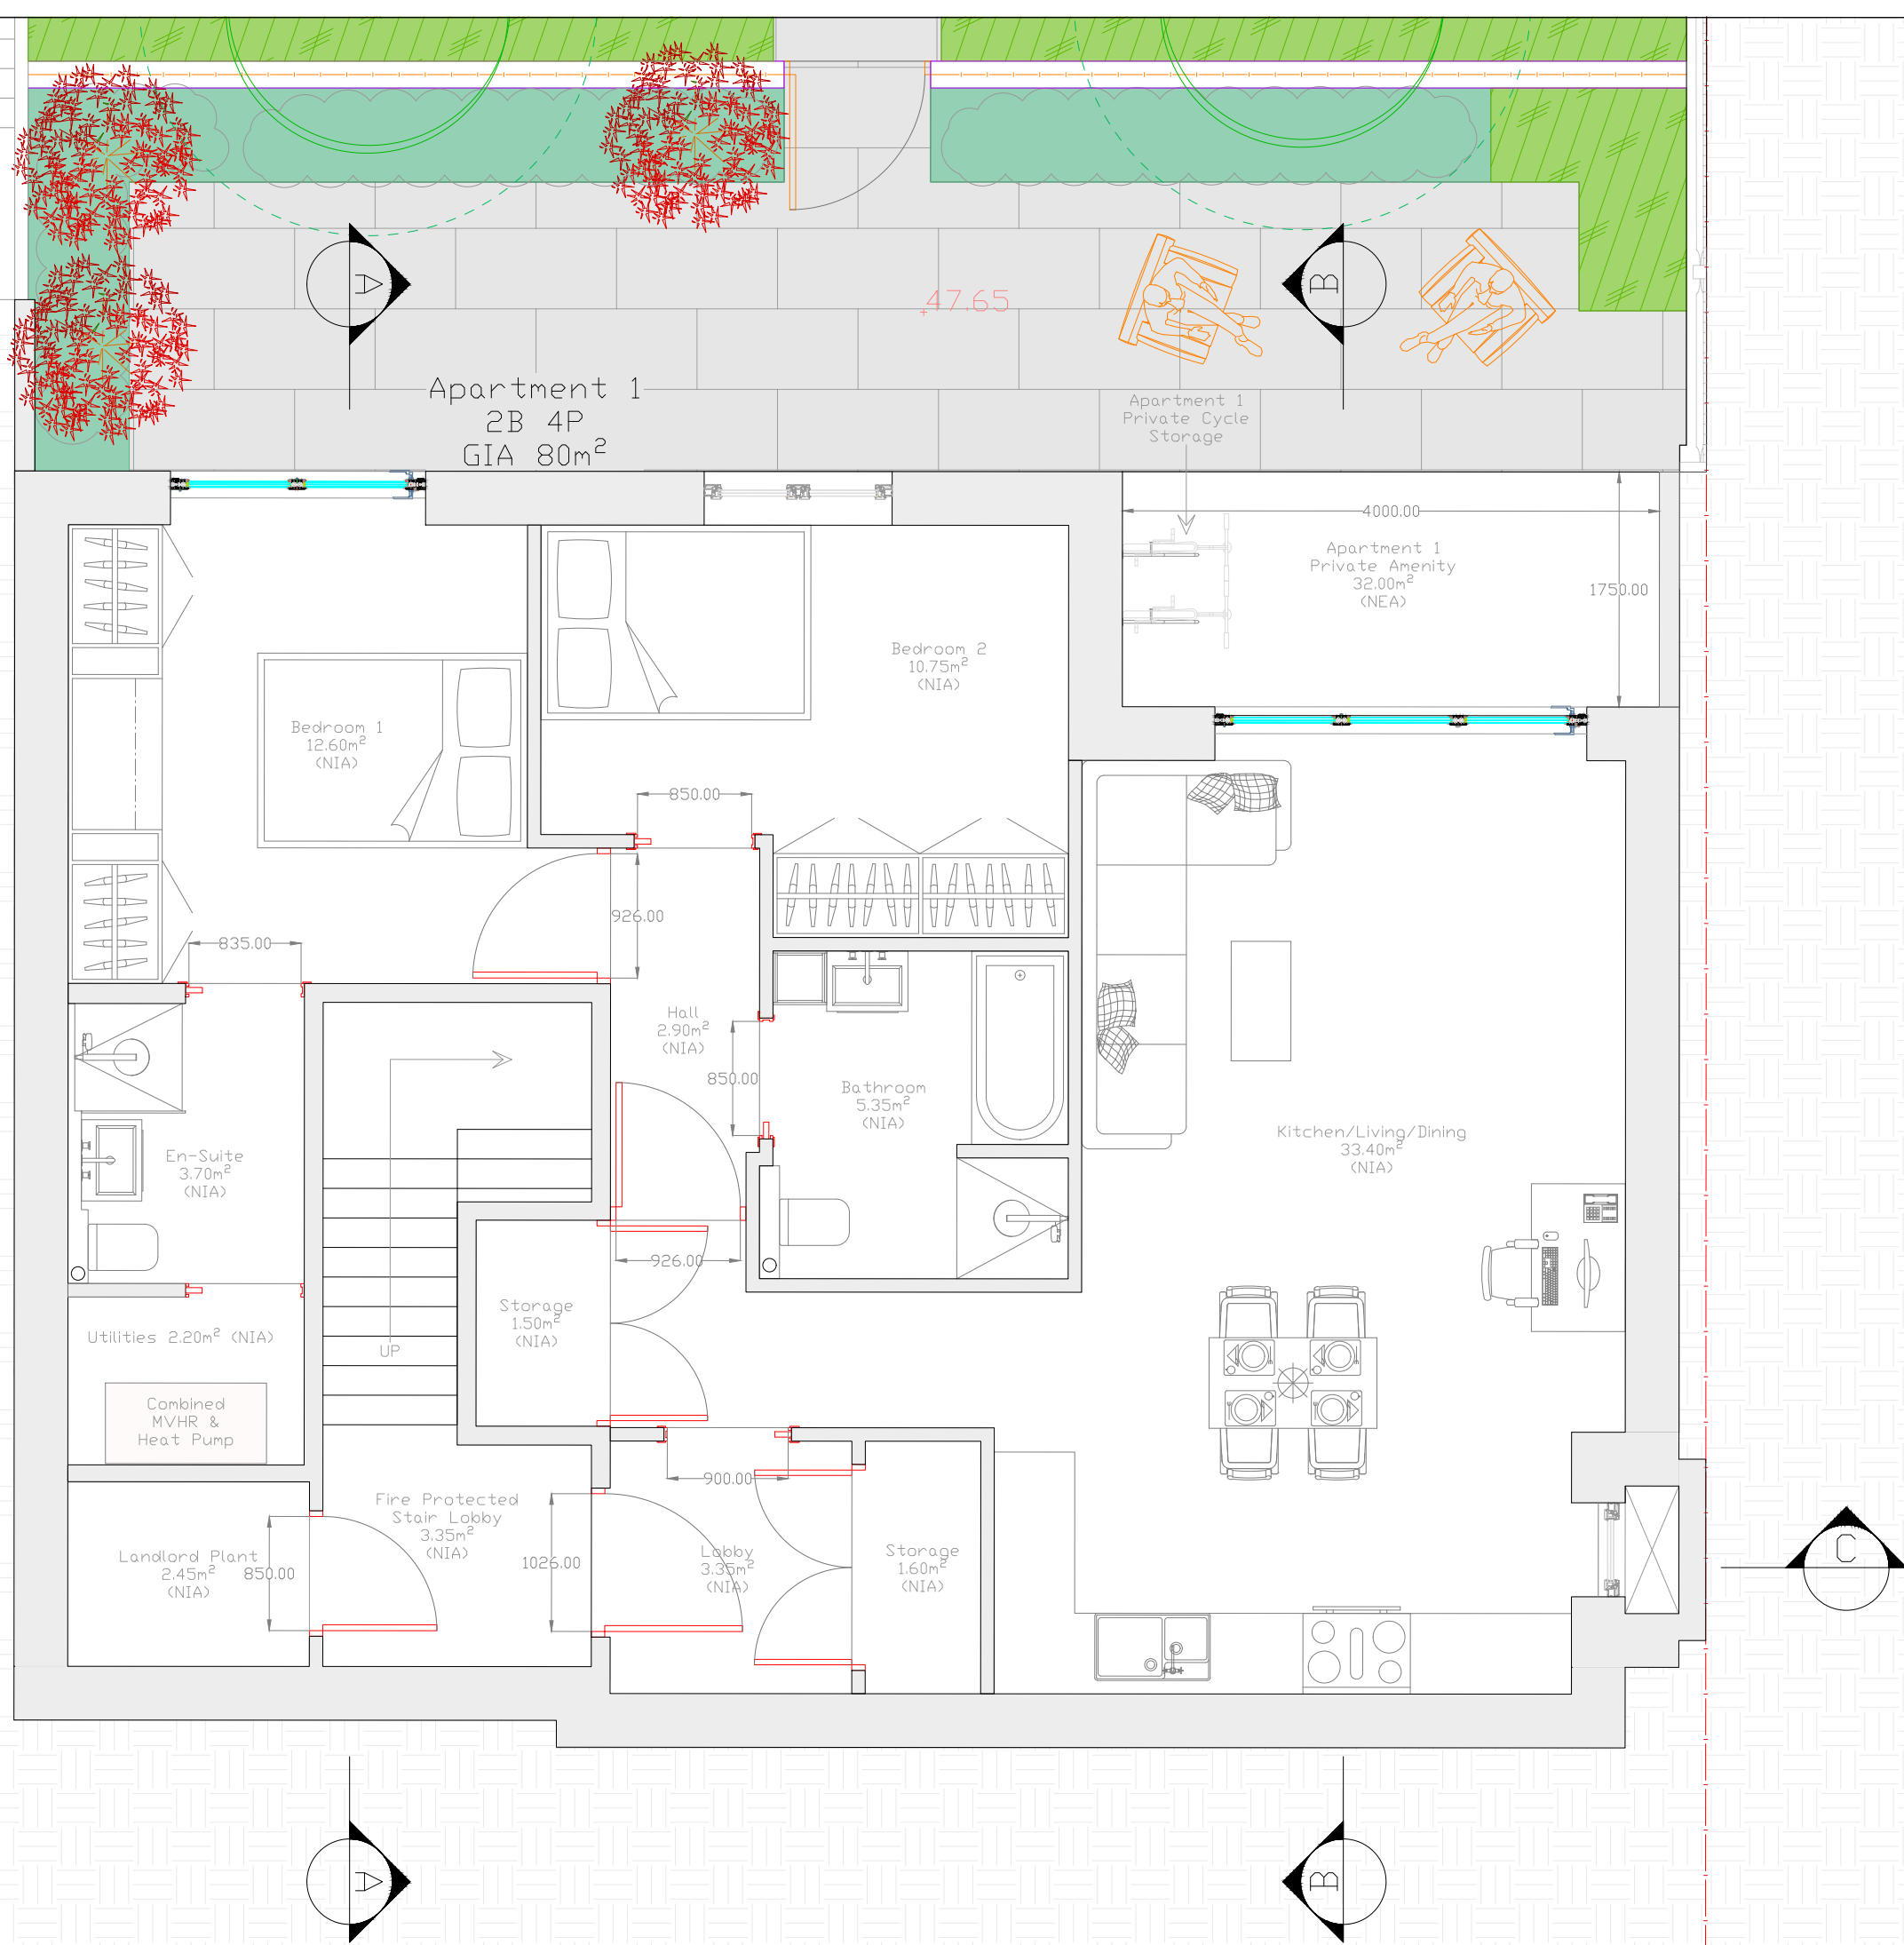 A
B
47.65
Apartment 1
2B 4P
GIA 80m²
Apartment 1
Private Cycle
Storage
4000.00
Apartment 1
Private Amenity
32.00m²
(NEA)
1750.00
Bedroom 2
10.75m²
(NIA)
Bedroom 1
12.60m²
(NIA)
850.00
926.00
835.00
Hall
2.90m²
(NIA)
850.00
Bathroom
5.35m²
(NIA)
Kitchen/Living/Dining
33.40m²
(NIA)
En-Suite
3.70m²
(NIA)
926.00
Storage
1.50m²
(NIA)
Utilities 2.20m² (NIA)
UP
Combined
MVHR &
Heat Pump
900.00
Fire Protected
Stair Lobby
3.35m²
(NIA)
Landlord Plant
2.45m²
(NIA)
850.00
1026.00
Lobby
3.35m²
(NIA)
Storage
1.60m²
(NIA)
C
A
B